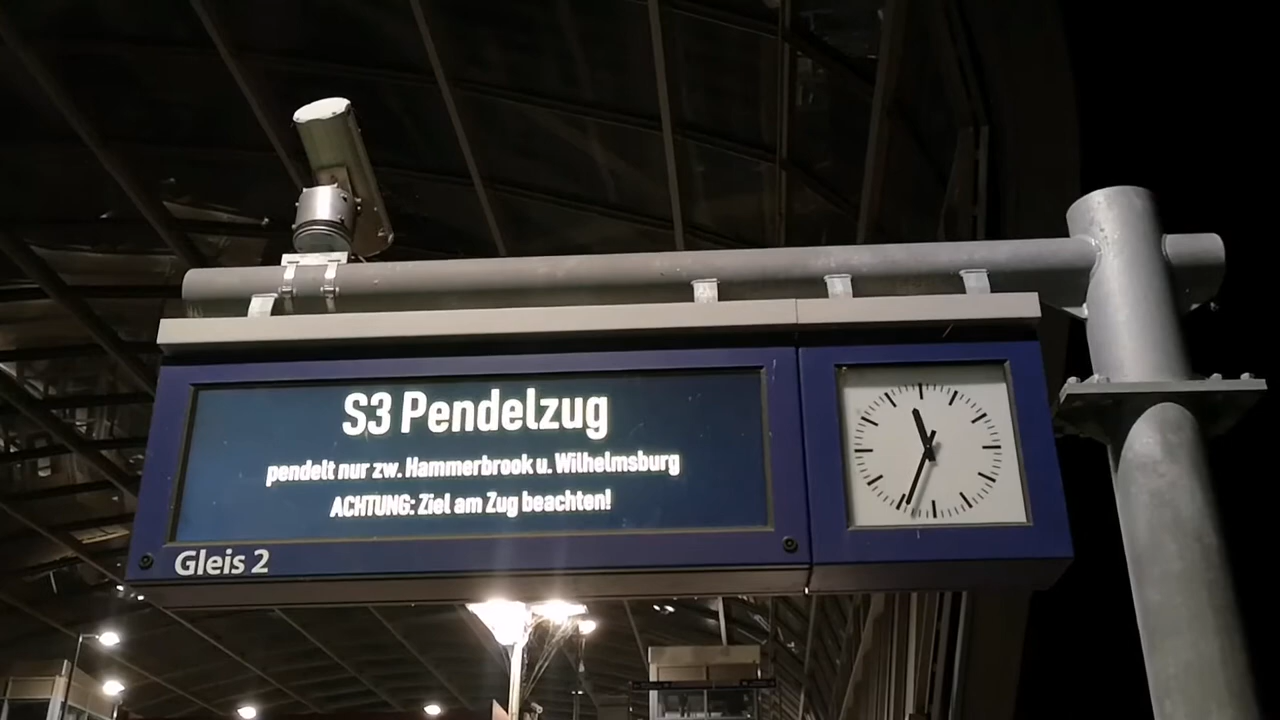 S3 Pendelzug
pendelt nur zw. Hammerbrook u. Wilhelmsburg
ACHTUNG: Ziel am Zug beachten!
Gleis 2